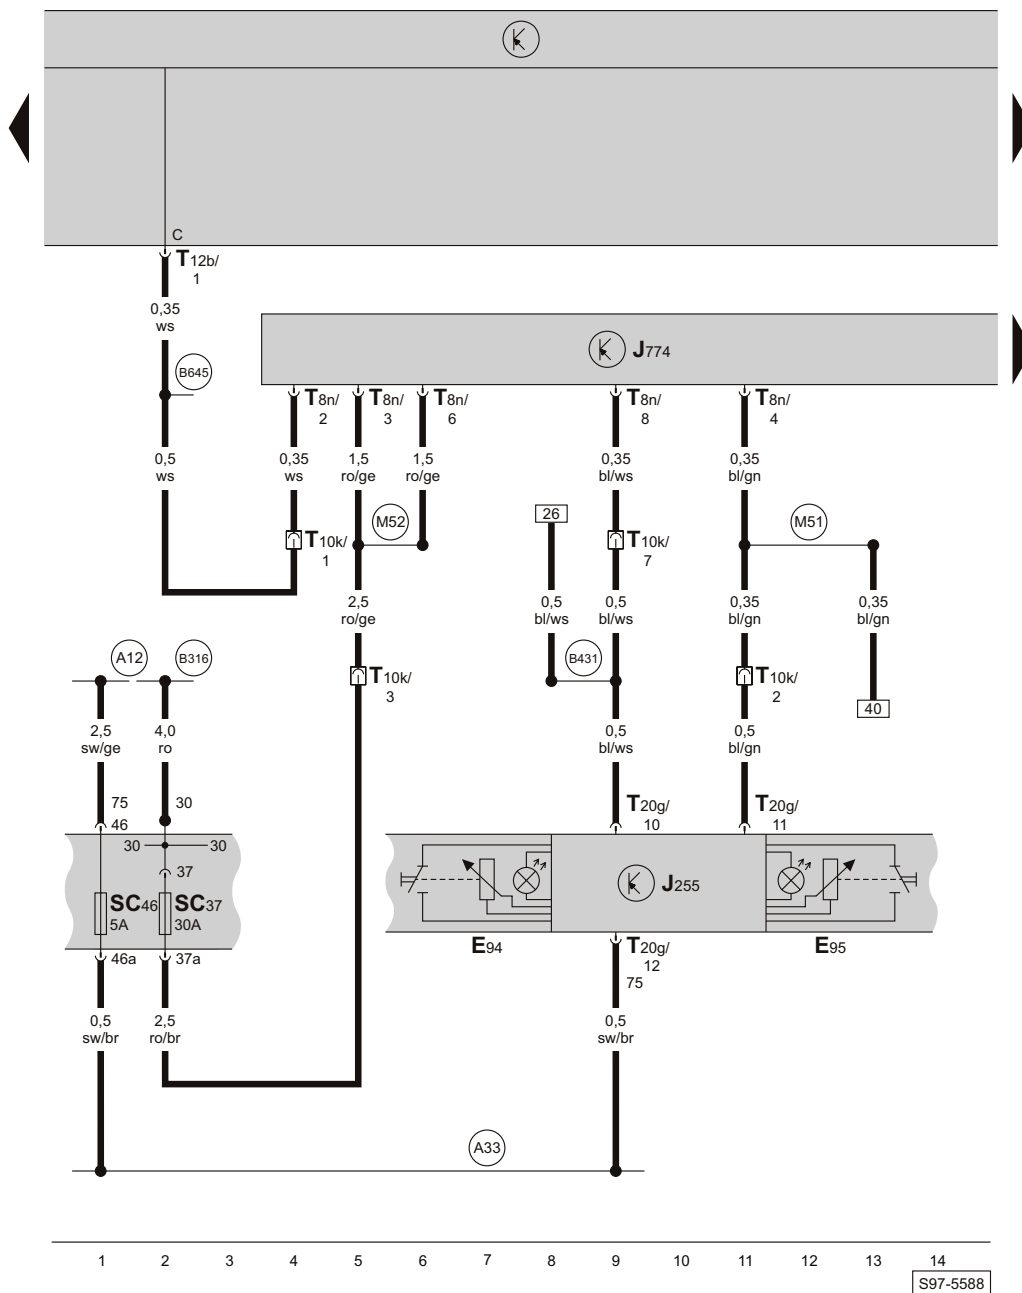 C
T12b/
1
0,35
ws
B645
J774
T8n/ T8n/ T8n/ T8n/ T8n/
2 3 6 8 4
0,5 0,35 1,5 1,5 0,35 0,35
ws ws ro/ge ro/ge bl/ws bl/gn
M52 26 M51
T10k/ T10k/
1 7
2,5 0,5 0,5 0,35 0,35
ro/ge bl/ws bl/ws bl/gn bl/gn
A12 B316 B431
T10k/ T10k/
3 2
40
2,5 4,0 0,5 0,5
sw/ge ro bl/ws bl/gn
75 30 T20g/ T20g/
46 10 11
30 30
37
SC46 SC37 J255
5A 30A
E94 E95
46a 37a T20g/
12
75
0,5 2,5 0,5
sw/br ro/br sw/br
A33
1 2 3 4 5 6 7 8 9 10 11 12 13 14
S97-5588